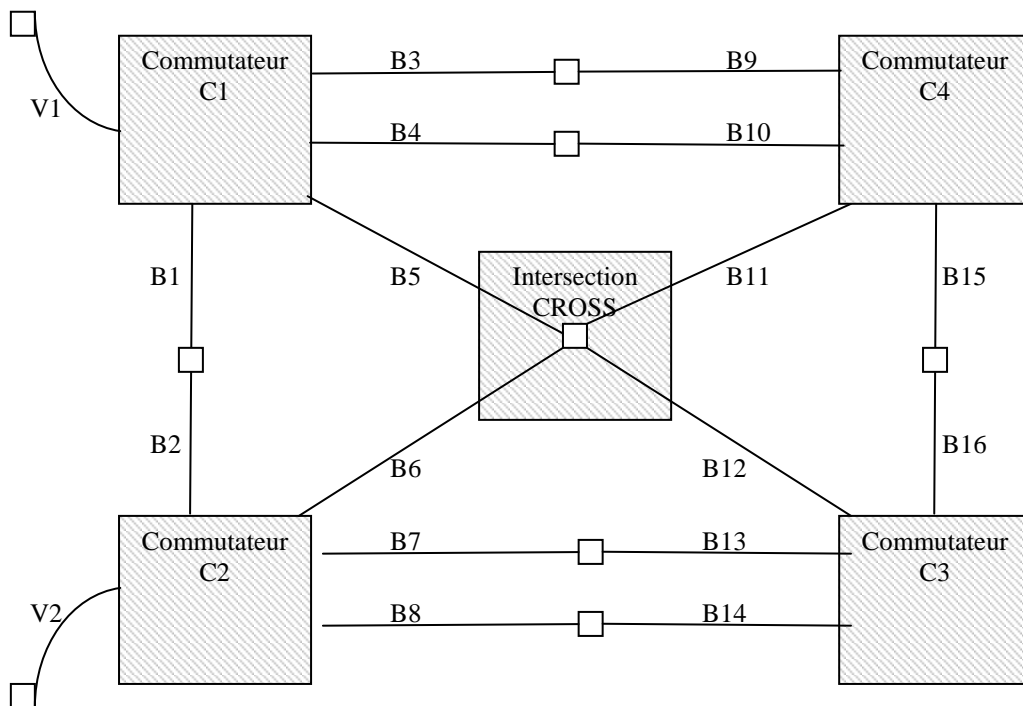 Commutateur
C1
B3
B9
Commutateur
C4
V1
B4
B10
B1
B5
Intersection
CROSS
B11
B15
B2
B6
B12
B16
Commutateur
C2
B7
B13
Commutateur
C3
V2
B8
B14